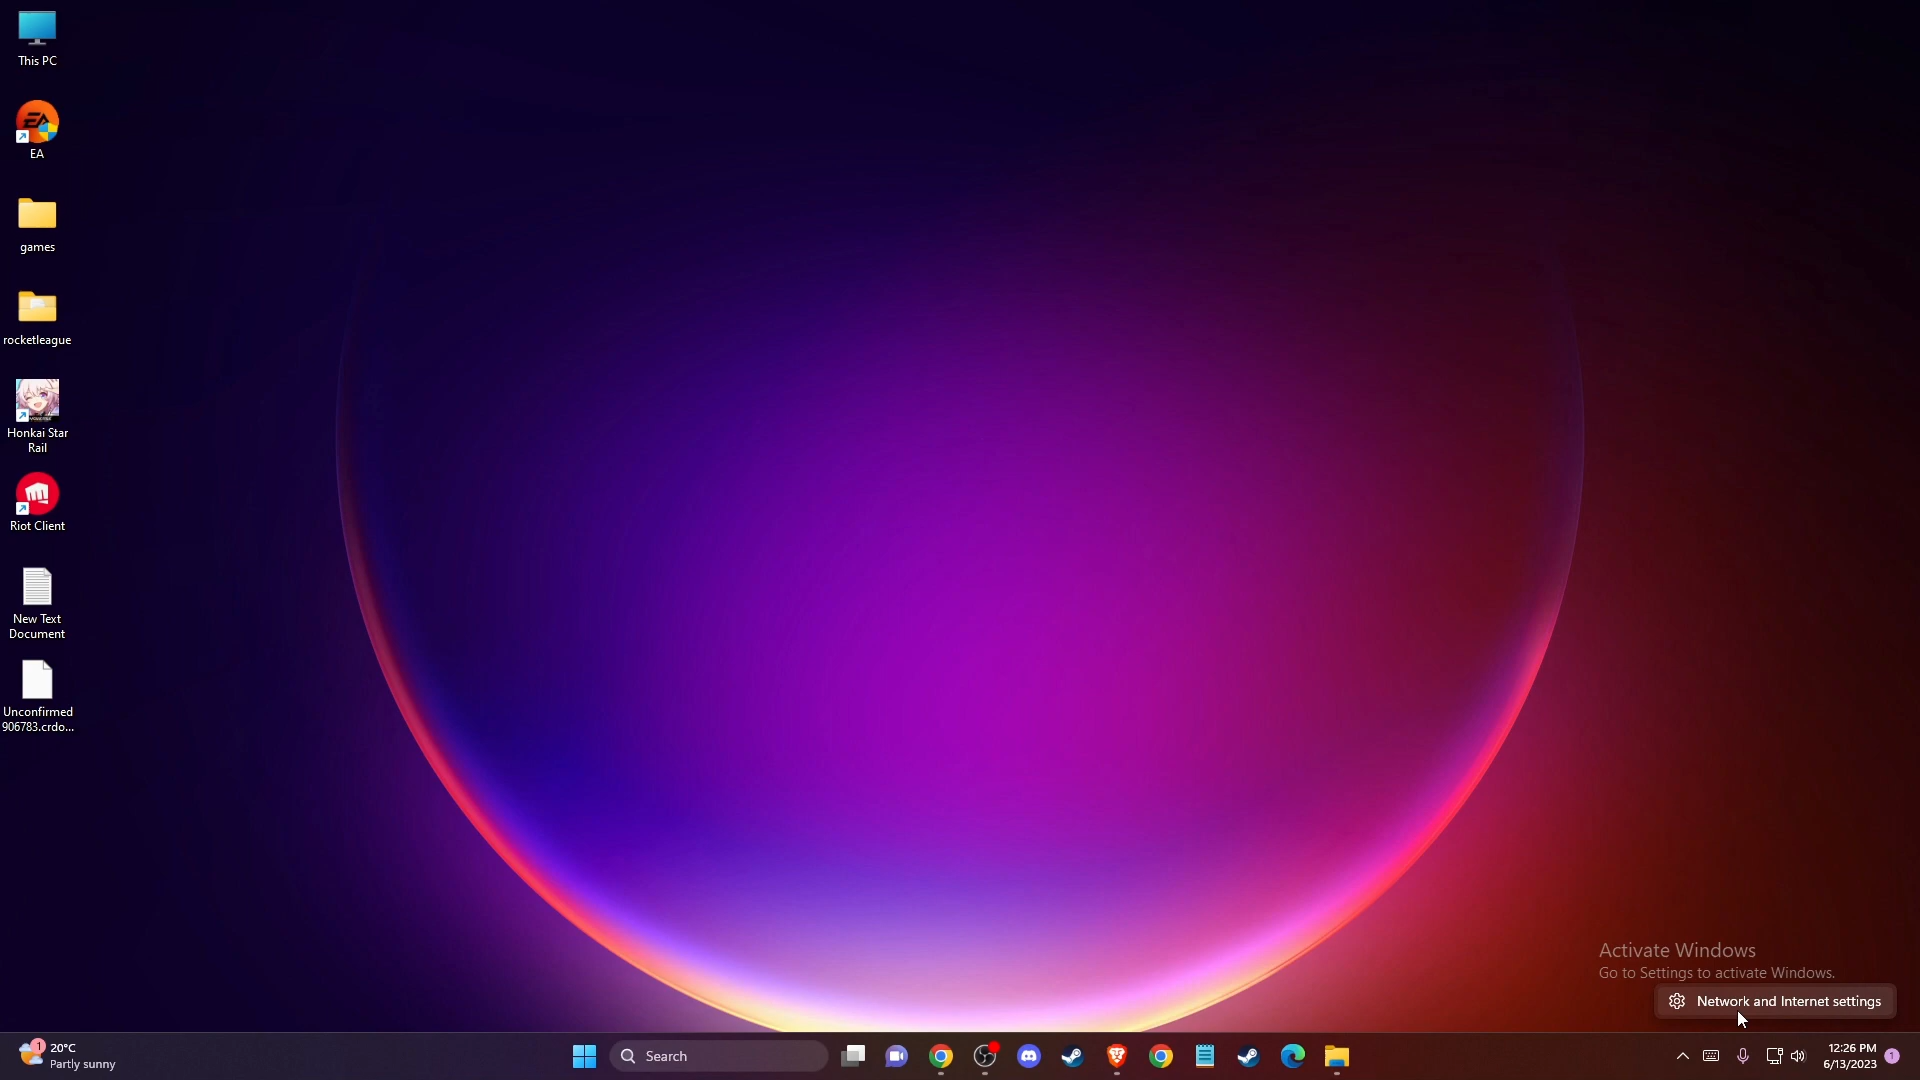 This PC
EA
games
rocketleague
Honkai Star
Rail
Riot Client
New Text
Document
Unconfirmed
906783.crdo...
Activate Windows
Go to Settings to activate Windows.
Network and Internet settings
1
20°C
Partly sunny
Search
12:26 PM
6/13/2023
1